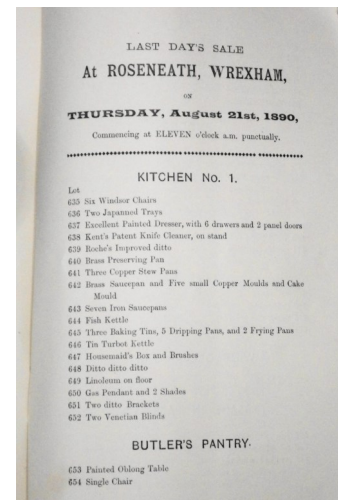 LAST DAY'S SALE
At ROSENEATH, WREXHAM,
ON
THURSDAY, August 21st, 1890,
Commencing at ELEVEN o'clock a.m. punctually.
KITCHEN No. 1.
Lot
635 Six Windsor Chairs
636 Two Japanned Trays
637 Excellent Painted Dresser, with 6 drawers and 2 panel doors
638 Kent's Patent Knife Cleaner, on stand
639 Roche's Improved ditto
640 Brass Preserving Pan
641 Three Copper Stew Pans
642 Brass Saucepan and Five small Copper Moulds and Cake
Mould
643 Seven Iron Saucepans
644 Fish Kettle
645 Three Baking Tins, 5 Dripping Pans, and 2 Frying Pans
646 Tin Turbot Kettle
647 Housemaid's Box and Brushes
648 Ditto ditto ditto
649 Linoleum on floor
650 Gas Pendant and 2 Shades
651 Two ditto Brackets
652 Two Venetian Blinds
BUTLER'S PANTRY.
653 Painted Oblong Table
654 Single Chair